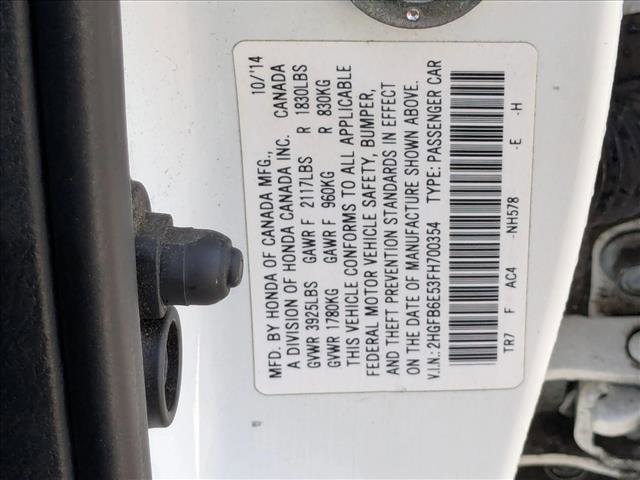 MFD. BY HONDA OF CANADA MFG., 10/'14
A DIVISION OF HONDA CANADA INC. CANADA
GVWR 3925LBS GAWR F 2117LBS R 1830LBS
GVWR 1780KG GAWR F 960KG R 830KG
THIS VEHICLE CONFORMS TO ALL APPLICABLE
FEDERAL MOTOR VEHICLE SAFETY, BUMPER,
AND THEFT PREVENTION STANDARDS IN EFFECT
ON THE DATE OF MANUFACTURE SHOWN ABOVE.
V.I.N.: 2HGFB6E53FH700354 TYPE: PASSENGER CAR
TR7 F AC4 -NH578 -E -H